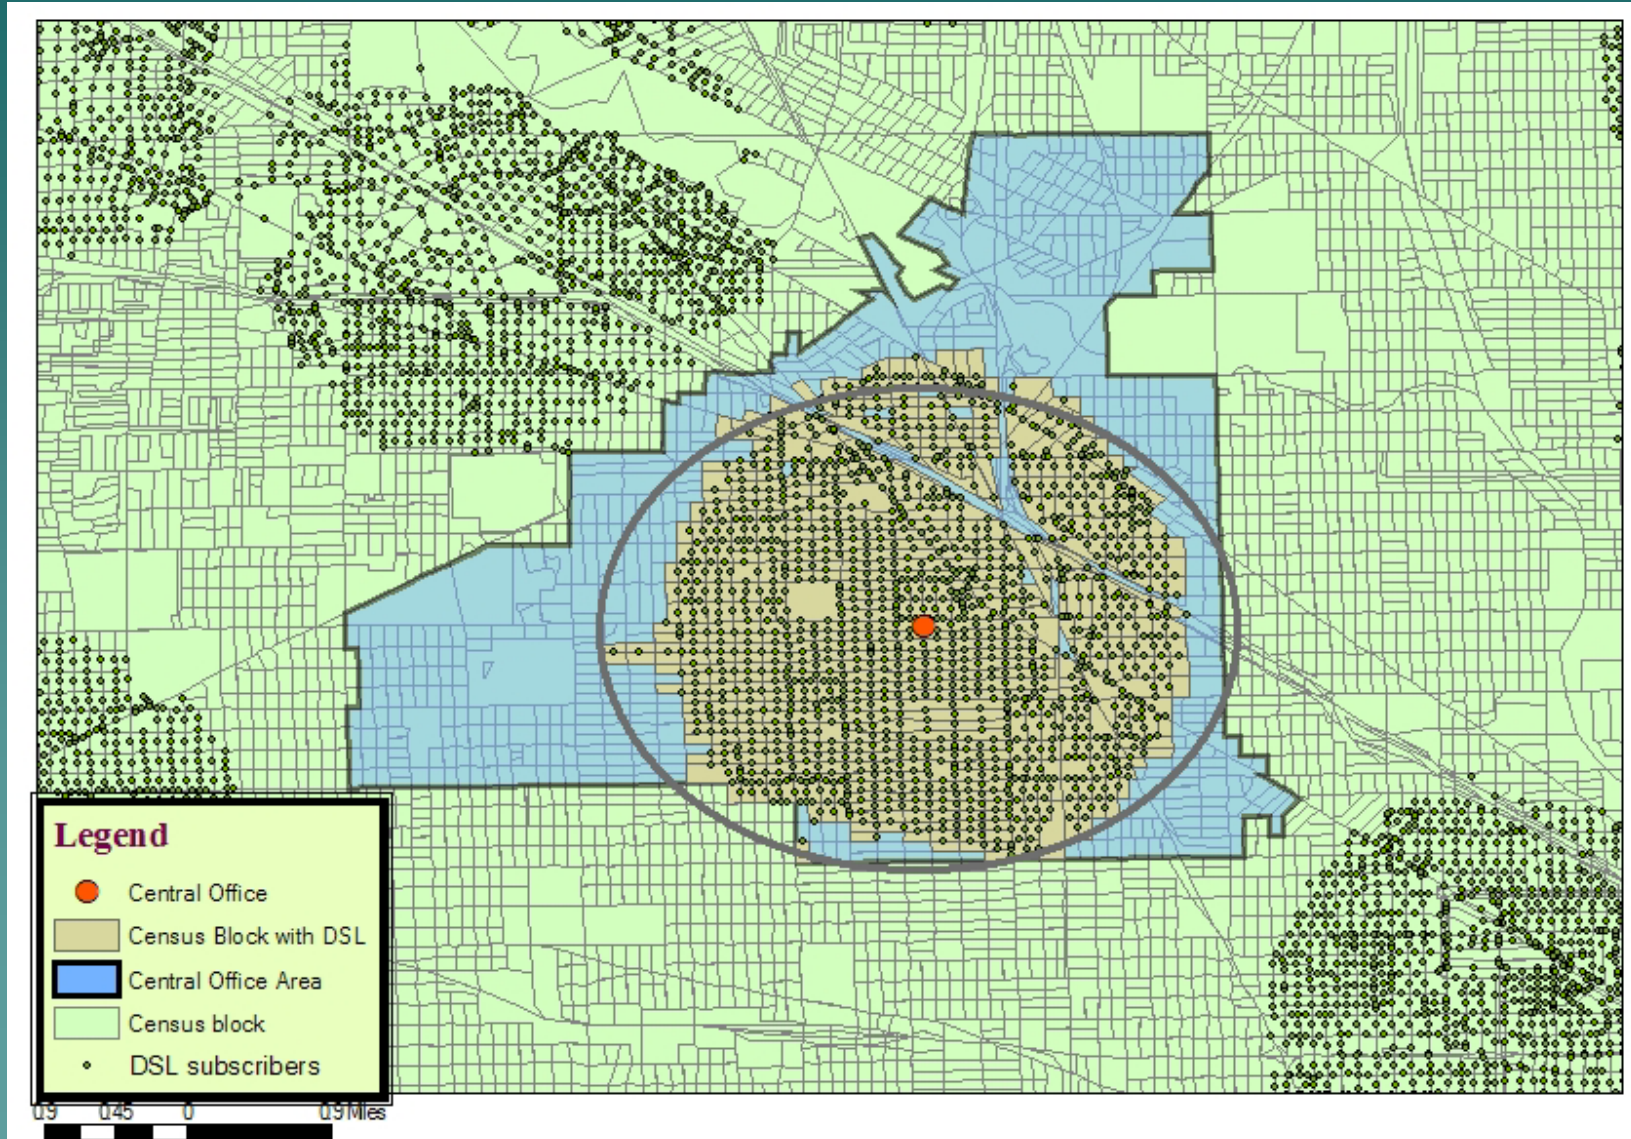 Legend
Central Office
Census Block with DSL
Central Office Area
Census block
DSL subscribers
0.9 0.45 0 0.9 Miles